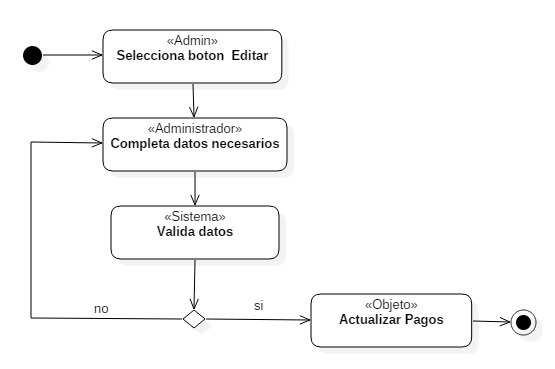 «Admin»
Selecciona boton  Editar
«Administrador»
Completa datos necesarios
«Sistema»
Valida datos
no
si
«Objeto»
Actualizar Pagos